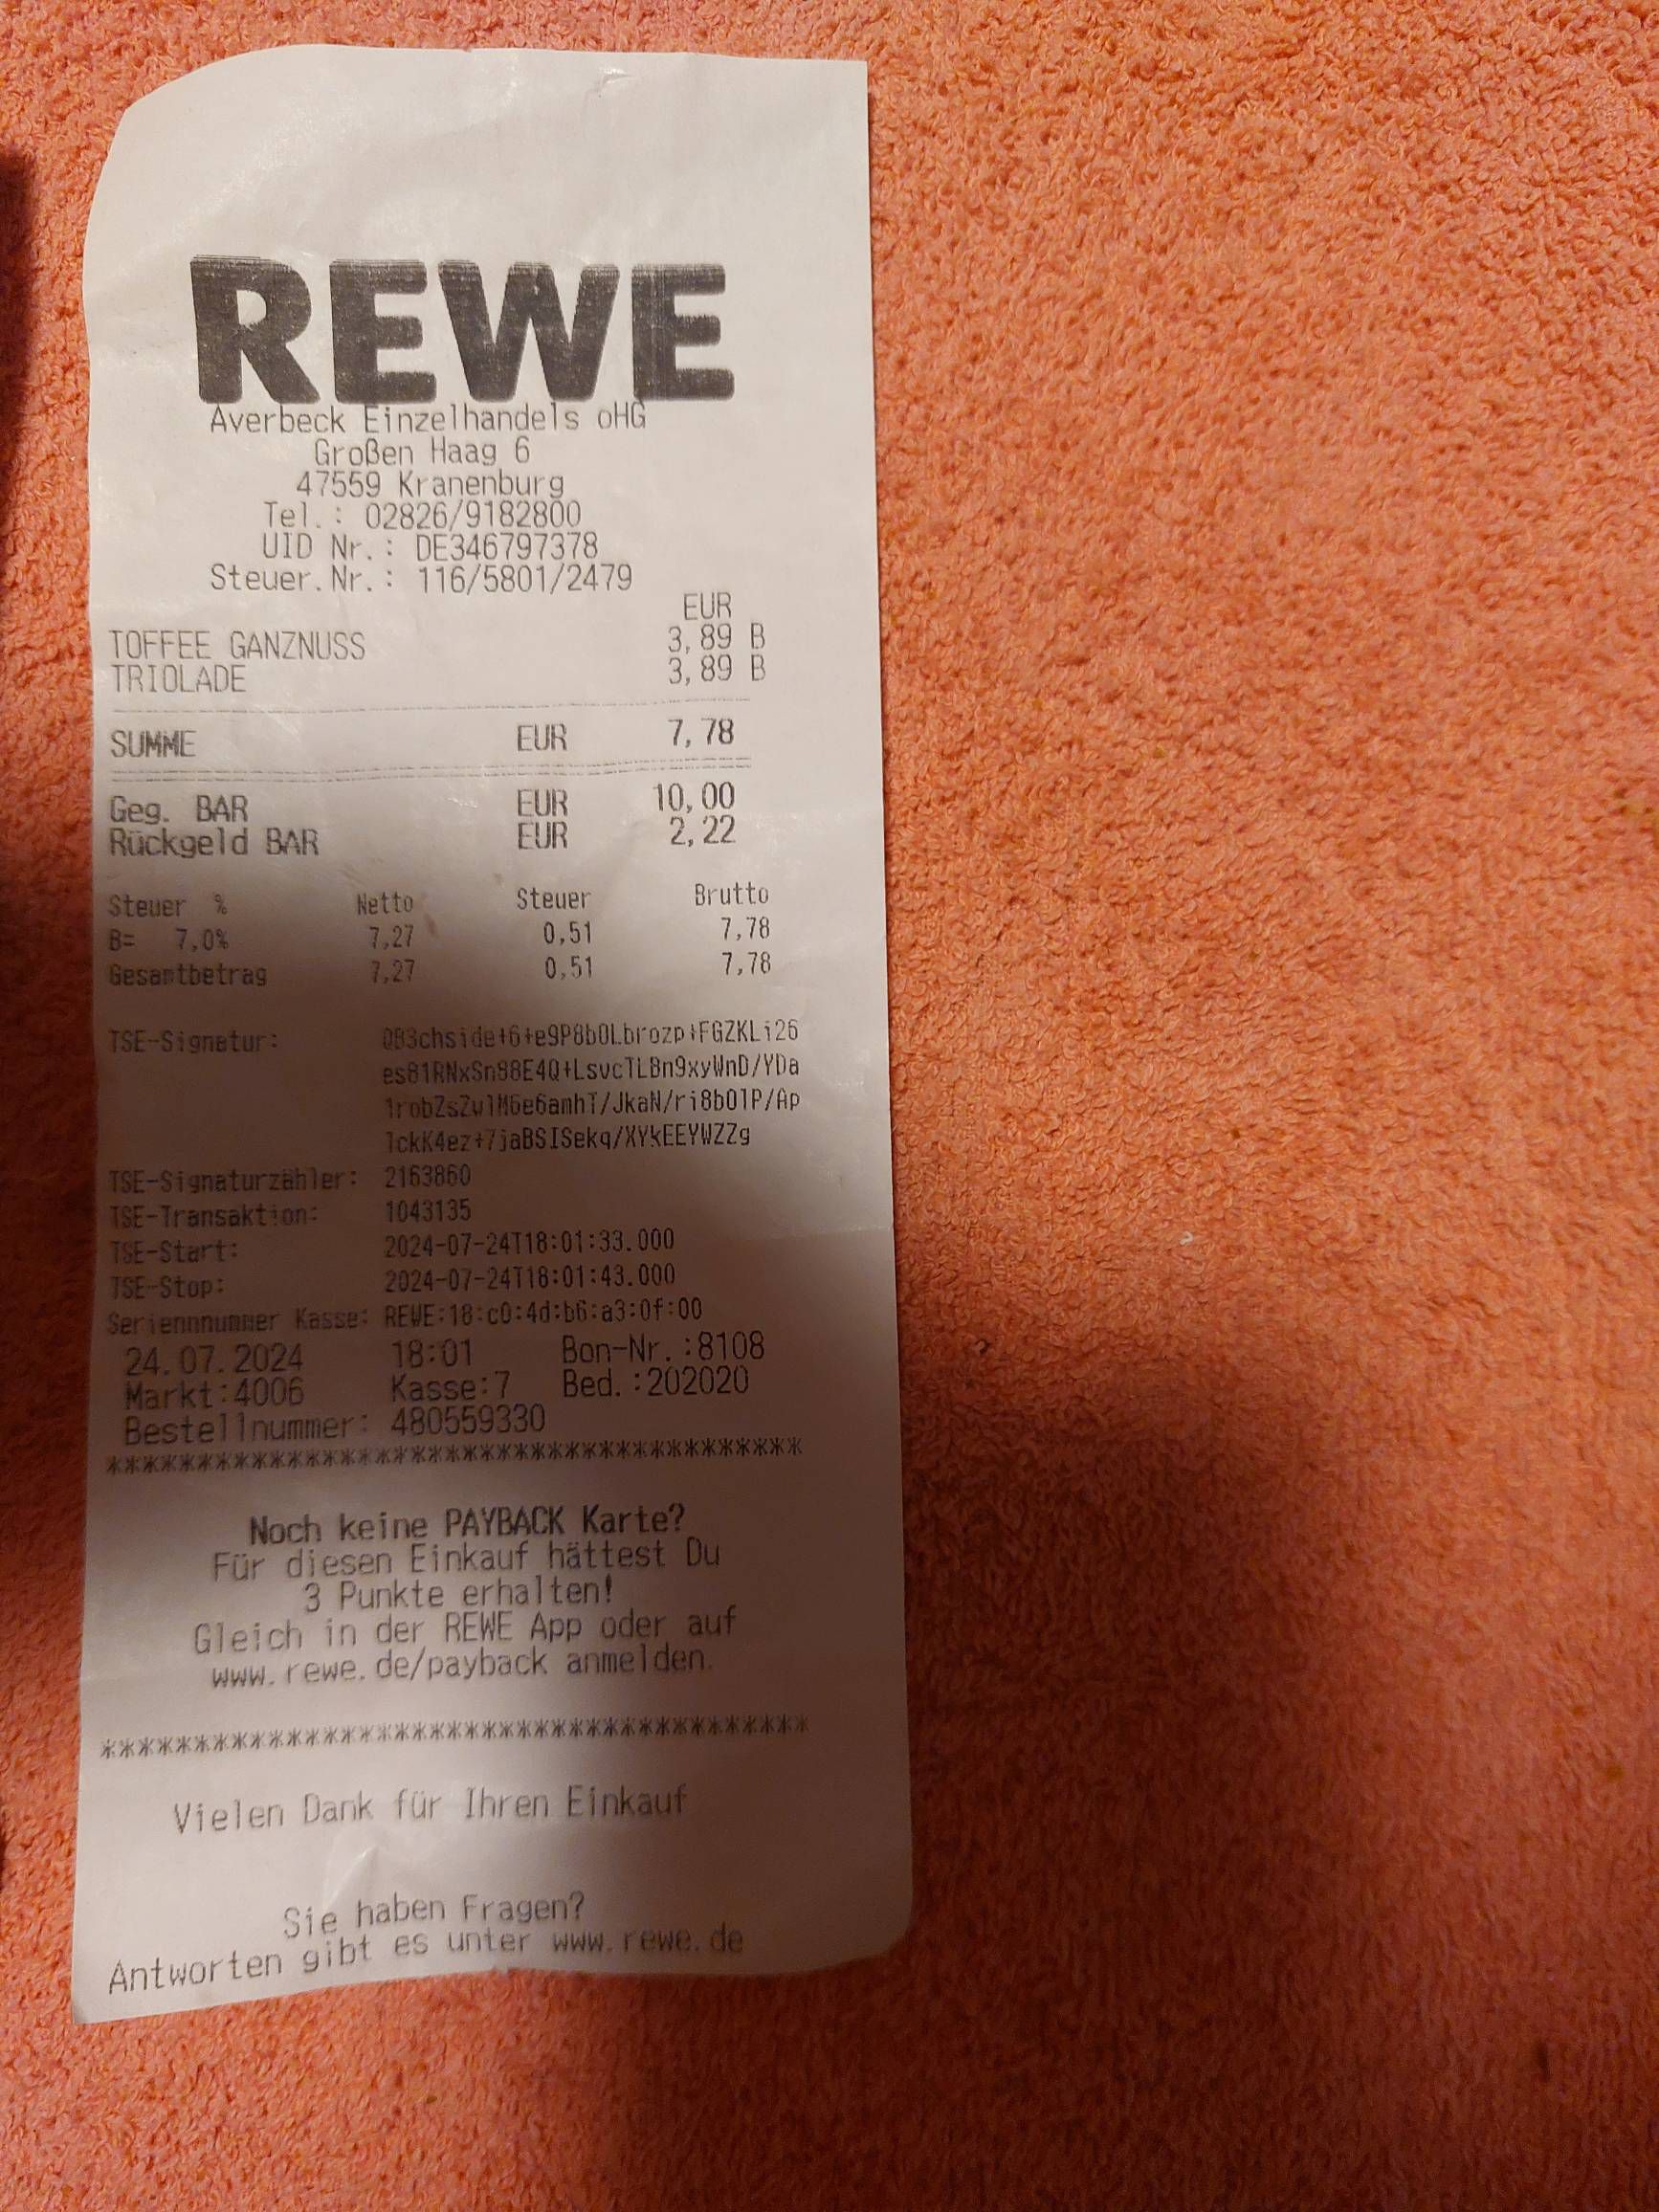 REWE
Averbeck Einzelhandels oHG
Großen Haag 6
47559 Kranenburg
Tel.: 02826/9182800
UID Nr.: DE346797378
Steuer.Nr.: 116/5801/2479
EUR
TOFFEE GANZNUSS 3,89 B
TRIOLADE 3,89 B
SUMME EUR 7,78
Geg. BAR EUR 10,00
Rückgeld BAR EUR 2,22
Steuer % Netto Steuer Brutto
B= 7,0% 7,27 0,51 7,78
Gesamtbetrag 7,27 0,51 7,78
TSE-Signatur:
TSE-Signaturzähler: 2163860
TSE-Transaktion: 1043135
TSE-Start: 2024-07-24T18:01:33.000
TSE-Stop: 2024-07-24T18:01:43.000
Seriennnummer Kasse: REWE:18:c0:4d:b6:a3:0f:00
24.07.2024 18:01 Bon-Nr.:8108
Markt:4006 Kasse:7 Bed.:202020
Bestellnummer: 480559330
***************************************
Noch keine PAYBACK Karte?
Für diesen Einkauf hättest Du
3 Punkte erhalten!
Gleich in der REWE App oder auf
www.rewe.de/payback anmelden.
***************************************
Vielen Dank für Ihren Einkauf
Sie haben Fragen?
Antworten gibt es unter www.rewe.de